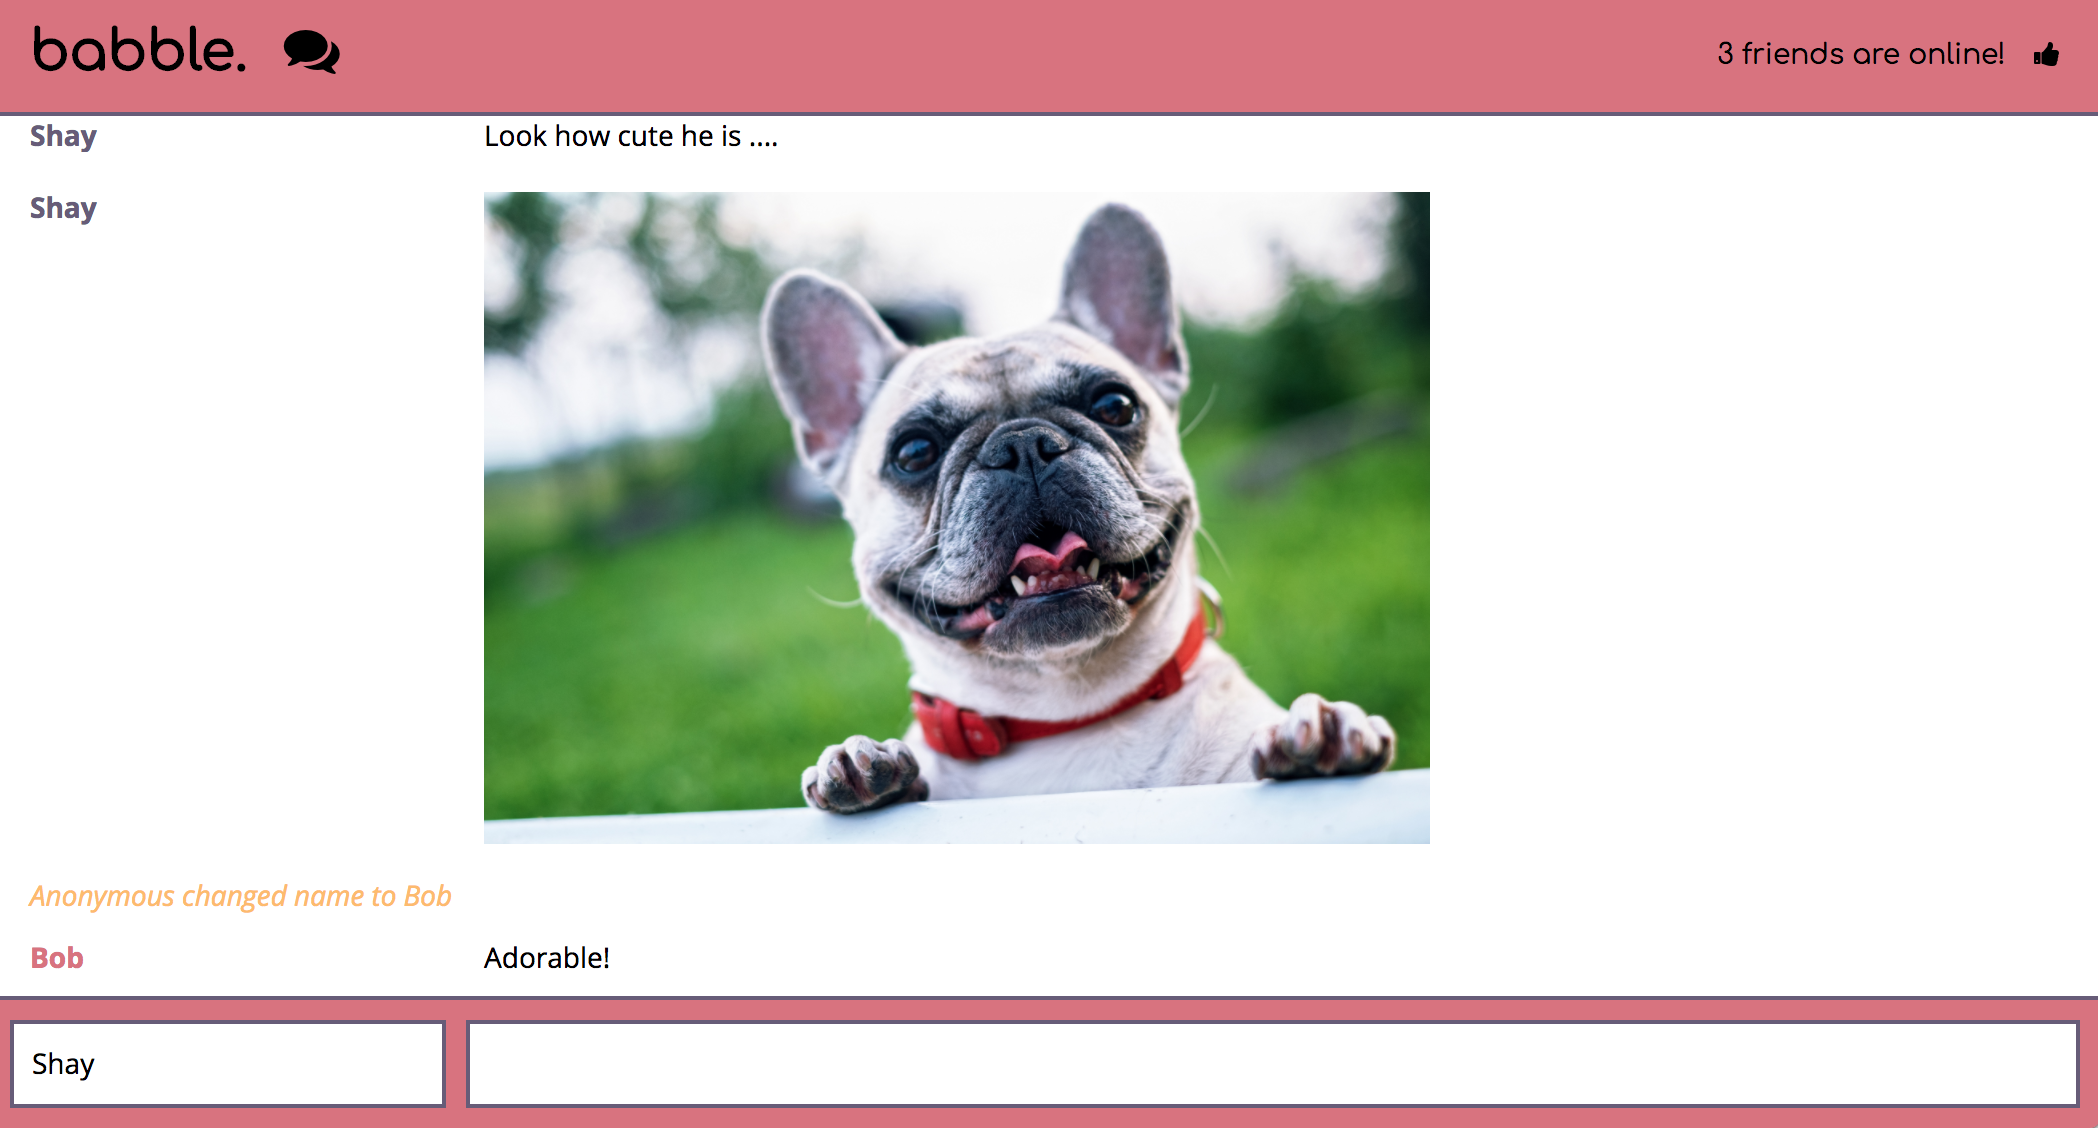 babble.
3 friends are online!
Shay Look how cute he is ....
Shay
Anonymous changed name to Bob
Bob Adorable!
Shay